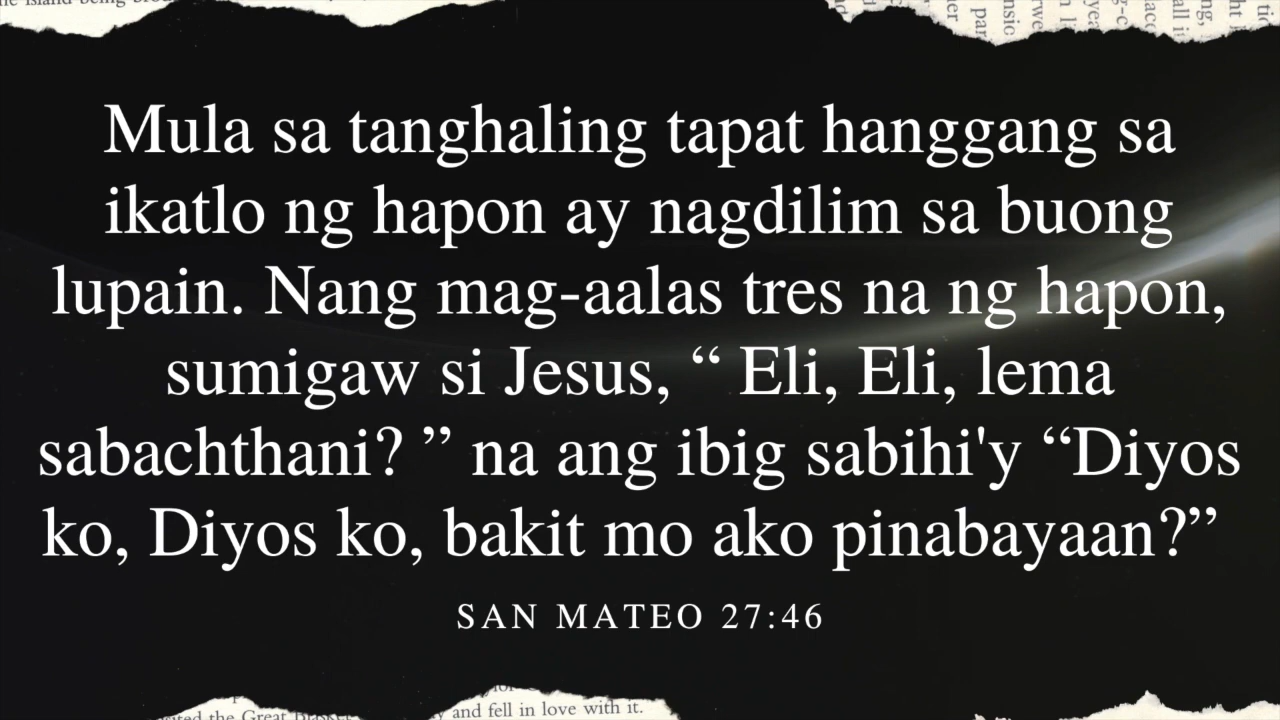 Mula sa tanghaling tapat hanggang sa
ikatlo ng hapon ay nagdilim sa buong
lupain. Nang mag-aalas tres na ng hapon,
sumigaw si Jesus, “ Eli, Eli, lema
sabachthani? ” na ang ibig sabihi'y “Diyos
ko, Diyos ko, bakit mo ako pinabayaan?”
SAN MATEO 27:46
and fell in love with it.